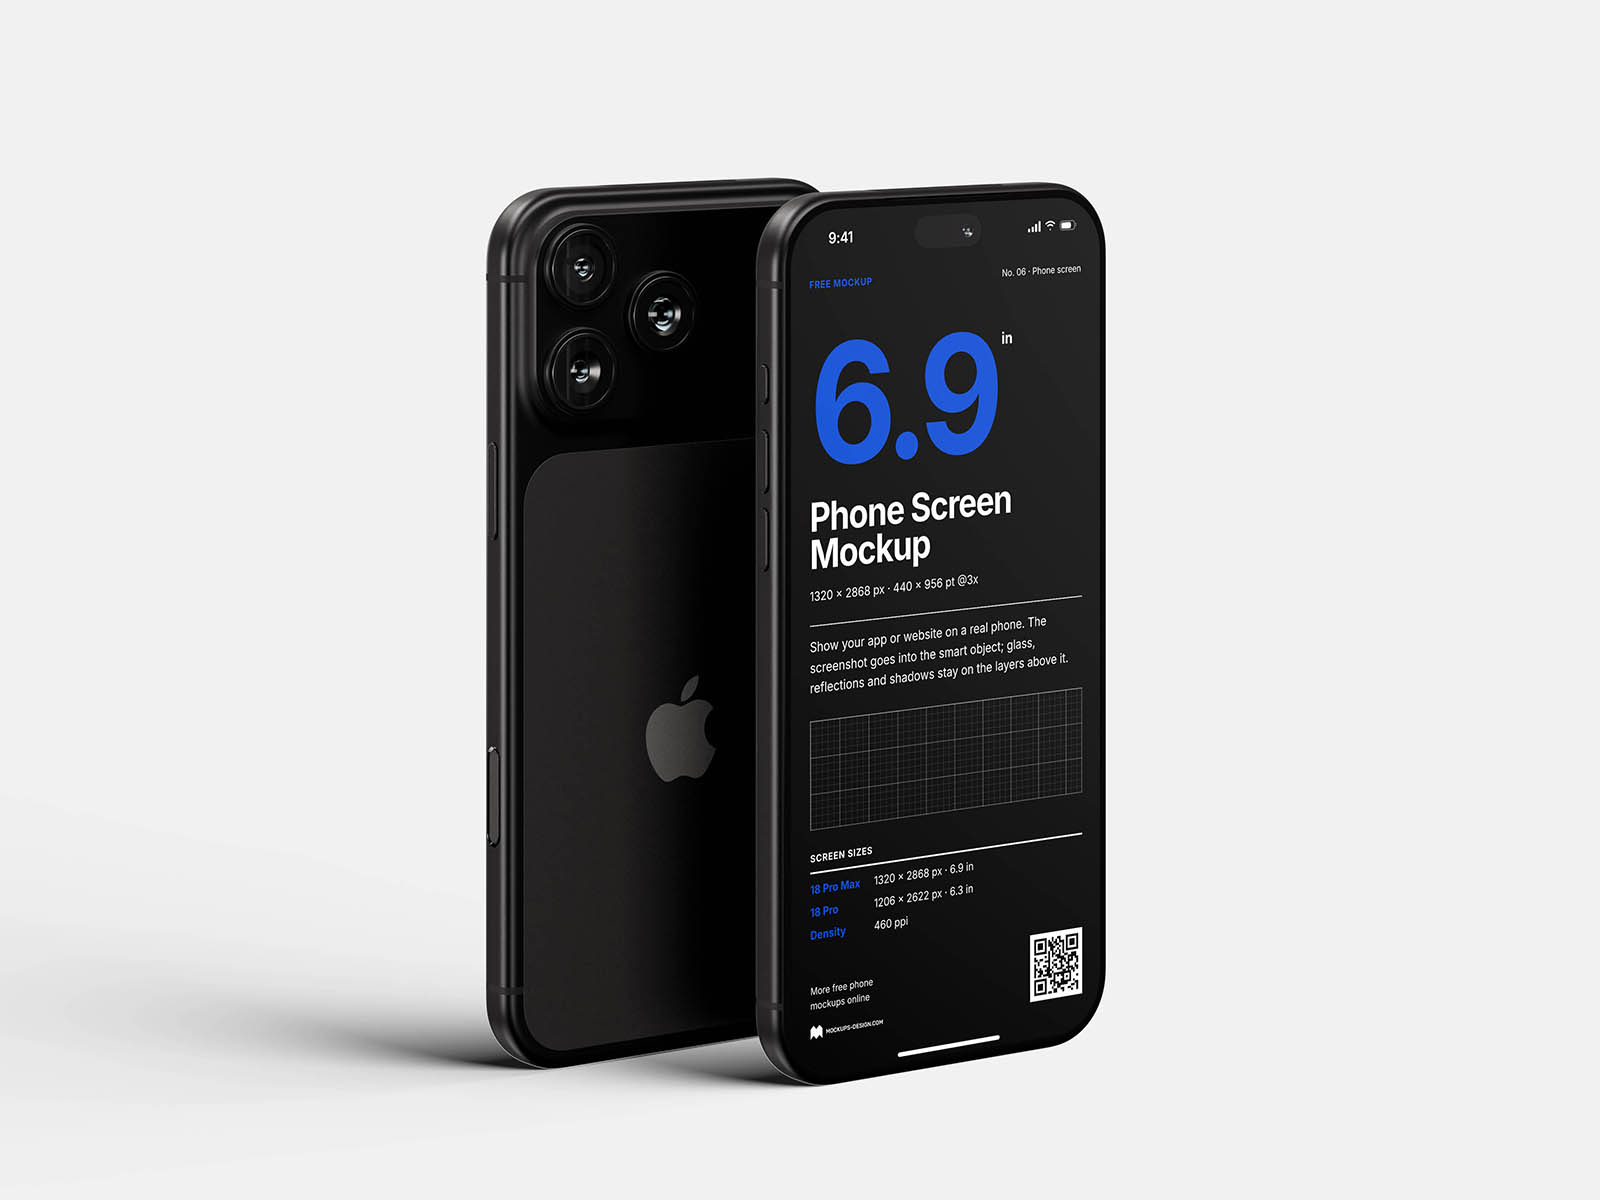 9:41
FREE MOCKUP
No. 06 · Phone screen
6.9 in
Phone Screen
Mockup
1320 × 2868 px · 440 × 956 pt @3x
Show your app or website on a real phone. The
screenshot goes into the smart object; glass,
reflections and shadows stay on the layers above it.
SCREEN SIZES
18 Pro Max 1320 × 2868 px · 6.9 in
18 Pro 1206 × 2622 px · 6.3 in
Density 460 ppi
More free phone
mockups online
MOCKUPS-DESIGN.COM